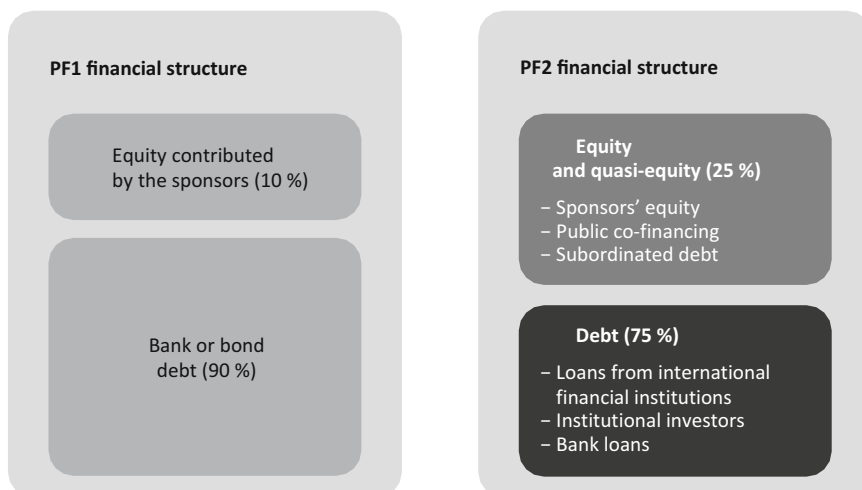 PF1 financial structure
Equity contributed
by the sponsors (10 %)
Bank or bond
debt (90 %)
PF2 financial structure
Equity
and quasi-equity (25 %)
– Sponsors’ equity
– Public co-financing
– Subordinated debt
Debt (75 %)
– Loans from international
financial institutions
– Institutional investors
– Bank loans